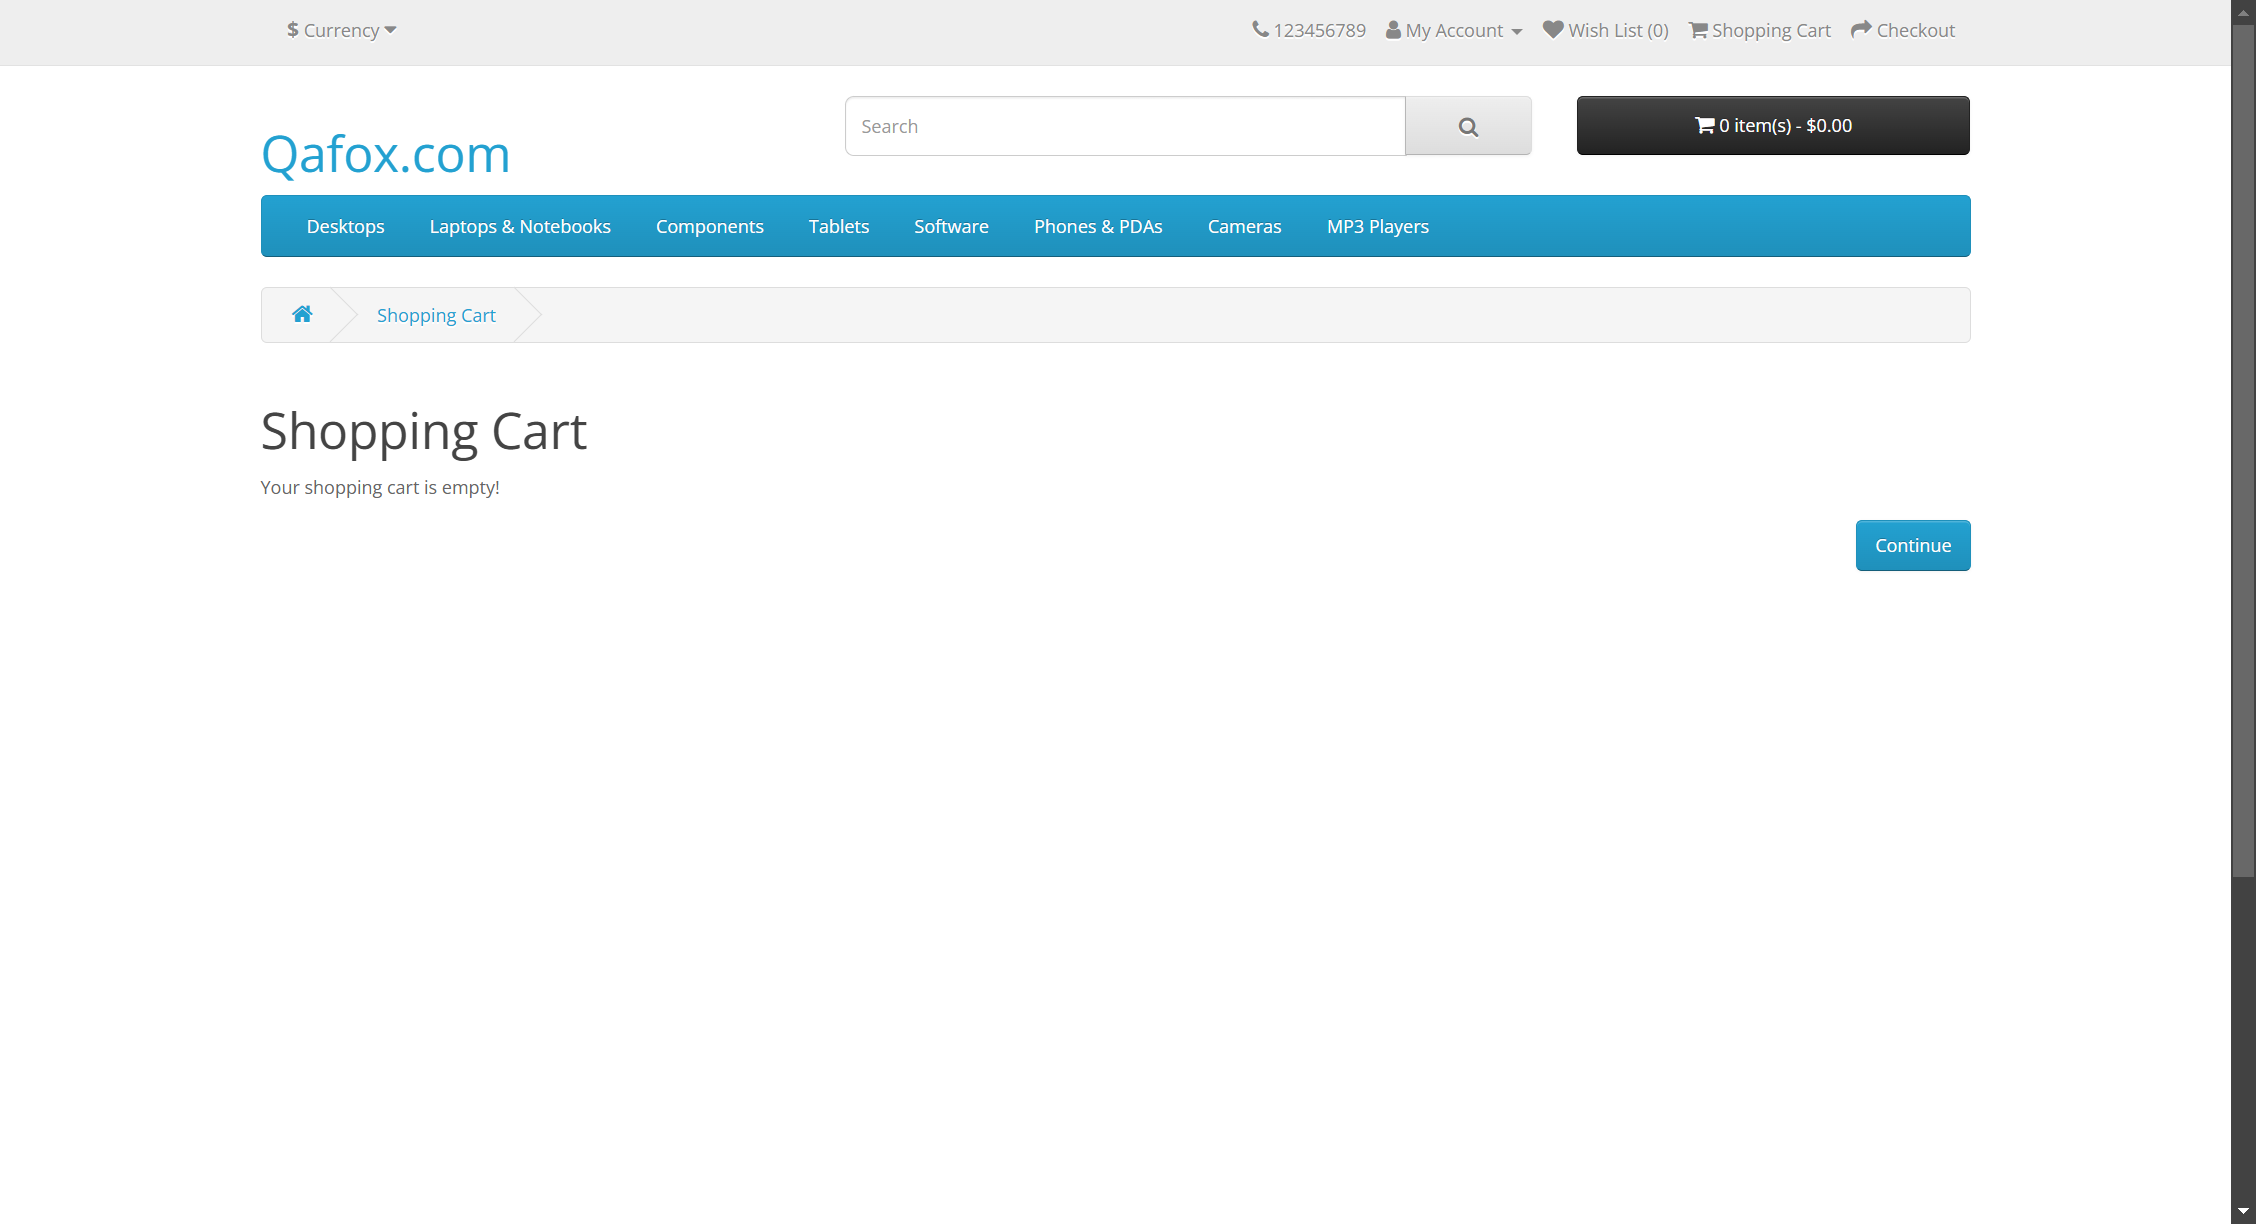 $ Currency
123456789 My Account Wish List (0) Shopping Cart Checkout
Search
0 item(s) - $0.00
Qafox.com
Desktops Laptops & Notebooks Components Tablets Software Phones & PDAs Cameras MP3 Players
Shopping Cart
Shopping Cart
Your shopping cart is empty!
Continue